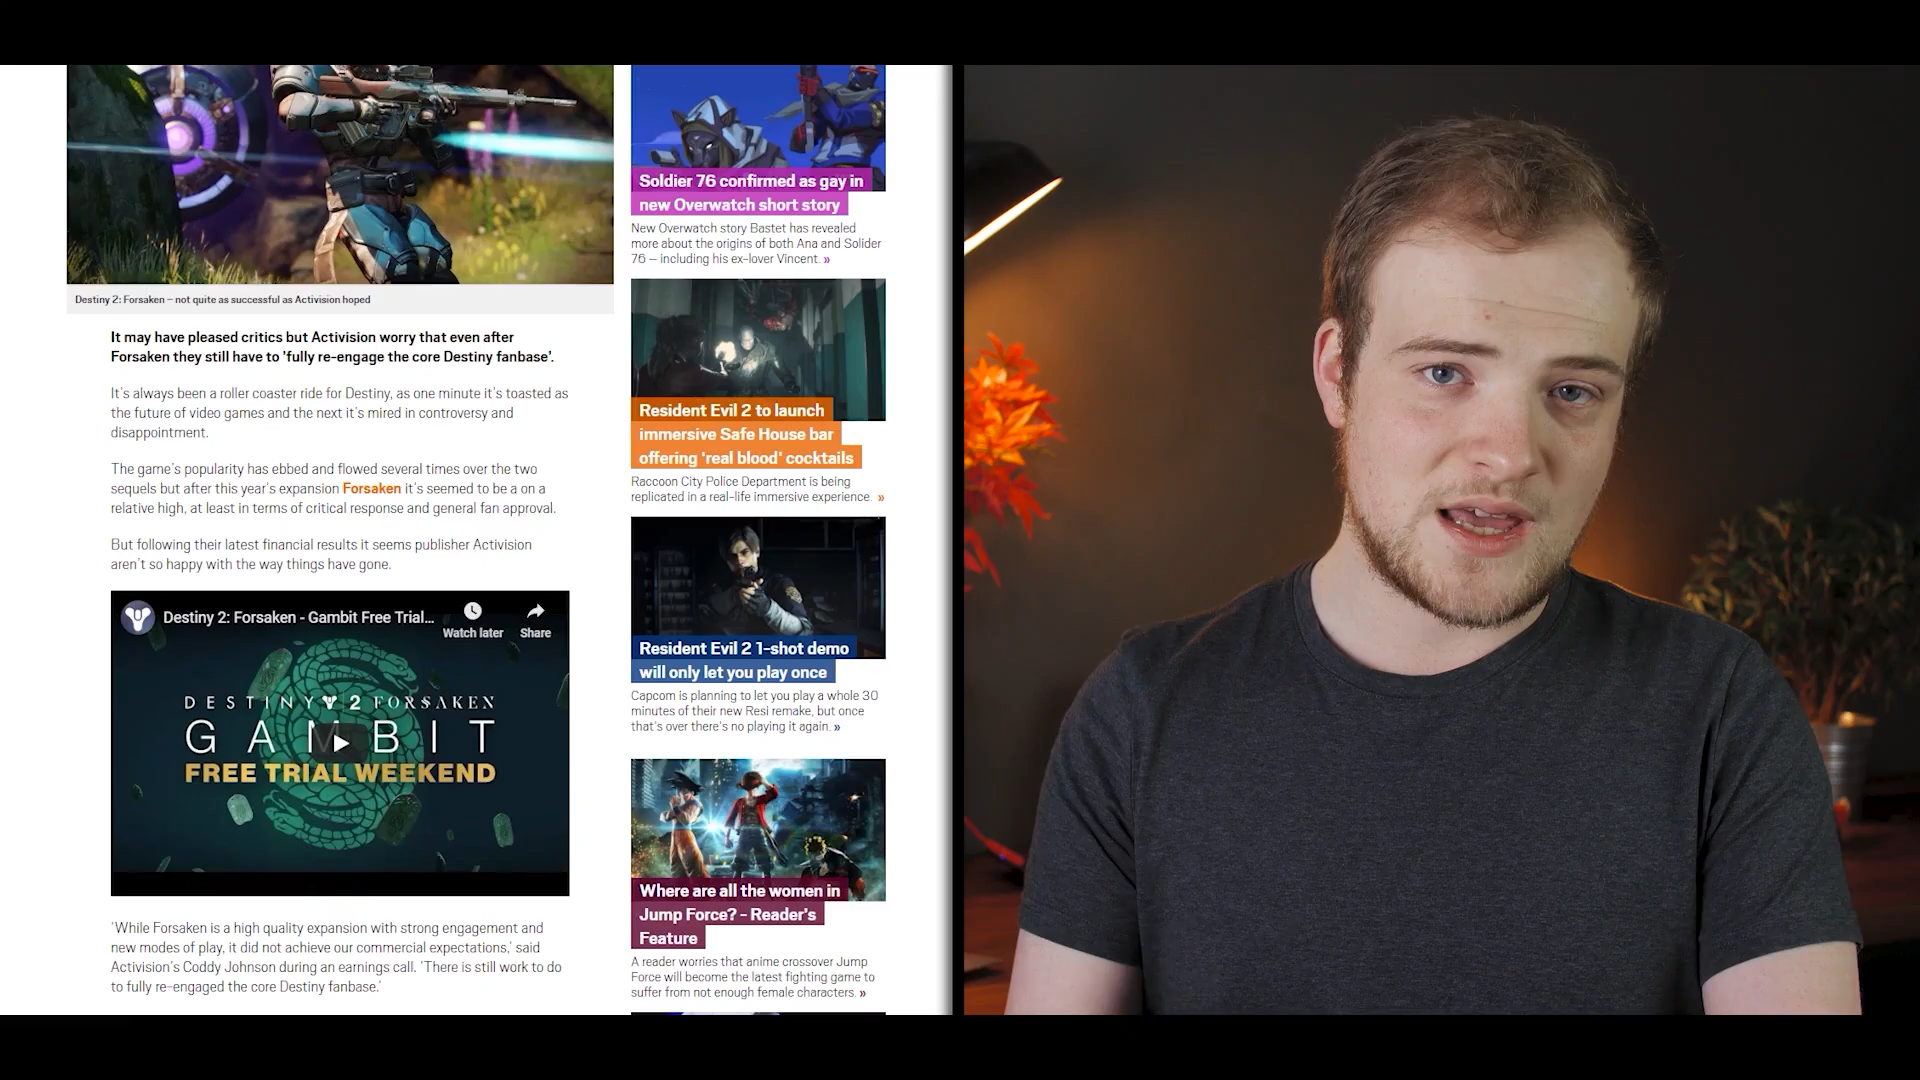 Destiny 2: Forsaken – not quite as successful as Activision hoped
It may have pleased critics but Activision worry that even after
Forsaken they still have to 'fully re-engage the core Destiny fanbase'.
It's always been a roller coaster ride for Destiny, as one minute it's toasted as
the future of video games and the next it's mired in controversy and
disappointment.
The game's popularity has ebbed and flowed several times over the two
sequels but after this year's expansion Forsaken it's seemed to be a on a
relative high, at least in terms of critical response and general fan approval.
But following their latest financial results it seems publisher Activision
aren't so happy with the way things have gone.
Destiny 2: Forsaken - Gambit Free Trial...
Watch later
Share
DESTINY 2 FORSAKEN
GAMBIT
FREE TRIAL WEEKEND
'While Forsaken is a high quality expansion with strong engagement and
new modes of play, it did not achieve our commercial expectations,' said
Activision's Coddy Johnson during an earnings call. 'There is still work to do
to fully re-engaged the core Destiny fanbase.'
Soldier 76 confirmed as gay in
new Overwatch short story
New Overwatch story Bastet has revealed
more about the origins of both Ana and Solider
76 – including his ex-lover Vincent. »
Resident Evil 2 to launch
immersive Safe House bar
offering 'real blood' cocktails
Raccoon City Police Department is being
replicated in a real-life immersive experience. »
Resident Evil 2 1-shot demo
will only let you play once
Capcom is planning to let you play a whole 30
minutes of their new Resi remake, but once
that's over there's no playing it again. »
Where are all the women in
Jump Force? – Reader's
Feature
A reader worries that anime crossover Jump
Force will become the latest fighting game to
suffer from not enough female characters. »